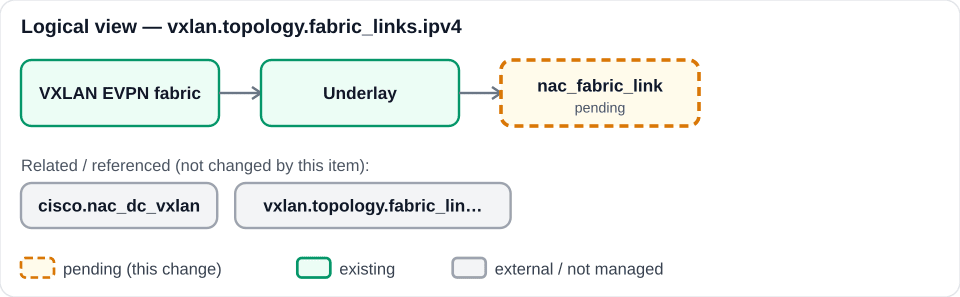 Logical view — vxlan.topology.fabric_links.ipv4
VXLAN EVPN fabric
Underlay
nac_fabric_link
pending
Related / referenced (not changed by this item):
cisco.nac_dc_vxlan
vxlan.topology.fabric_lin…
pending (this change)
existing
external / not managed